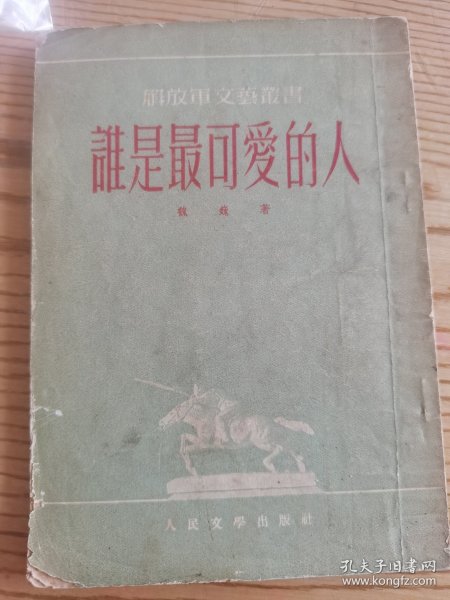 解放軍文藝叢書
誰是最可愛的人
魏巍著
人民文學出版社
孔夫子旧书网
www.kongfz.com